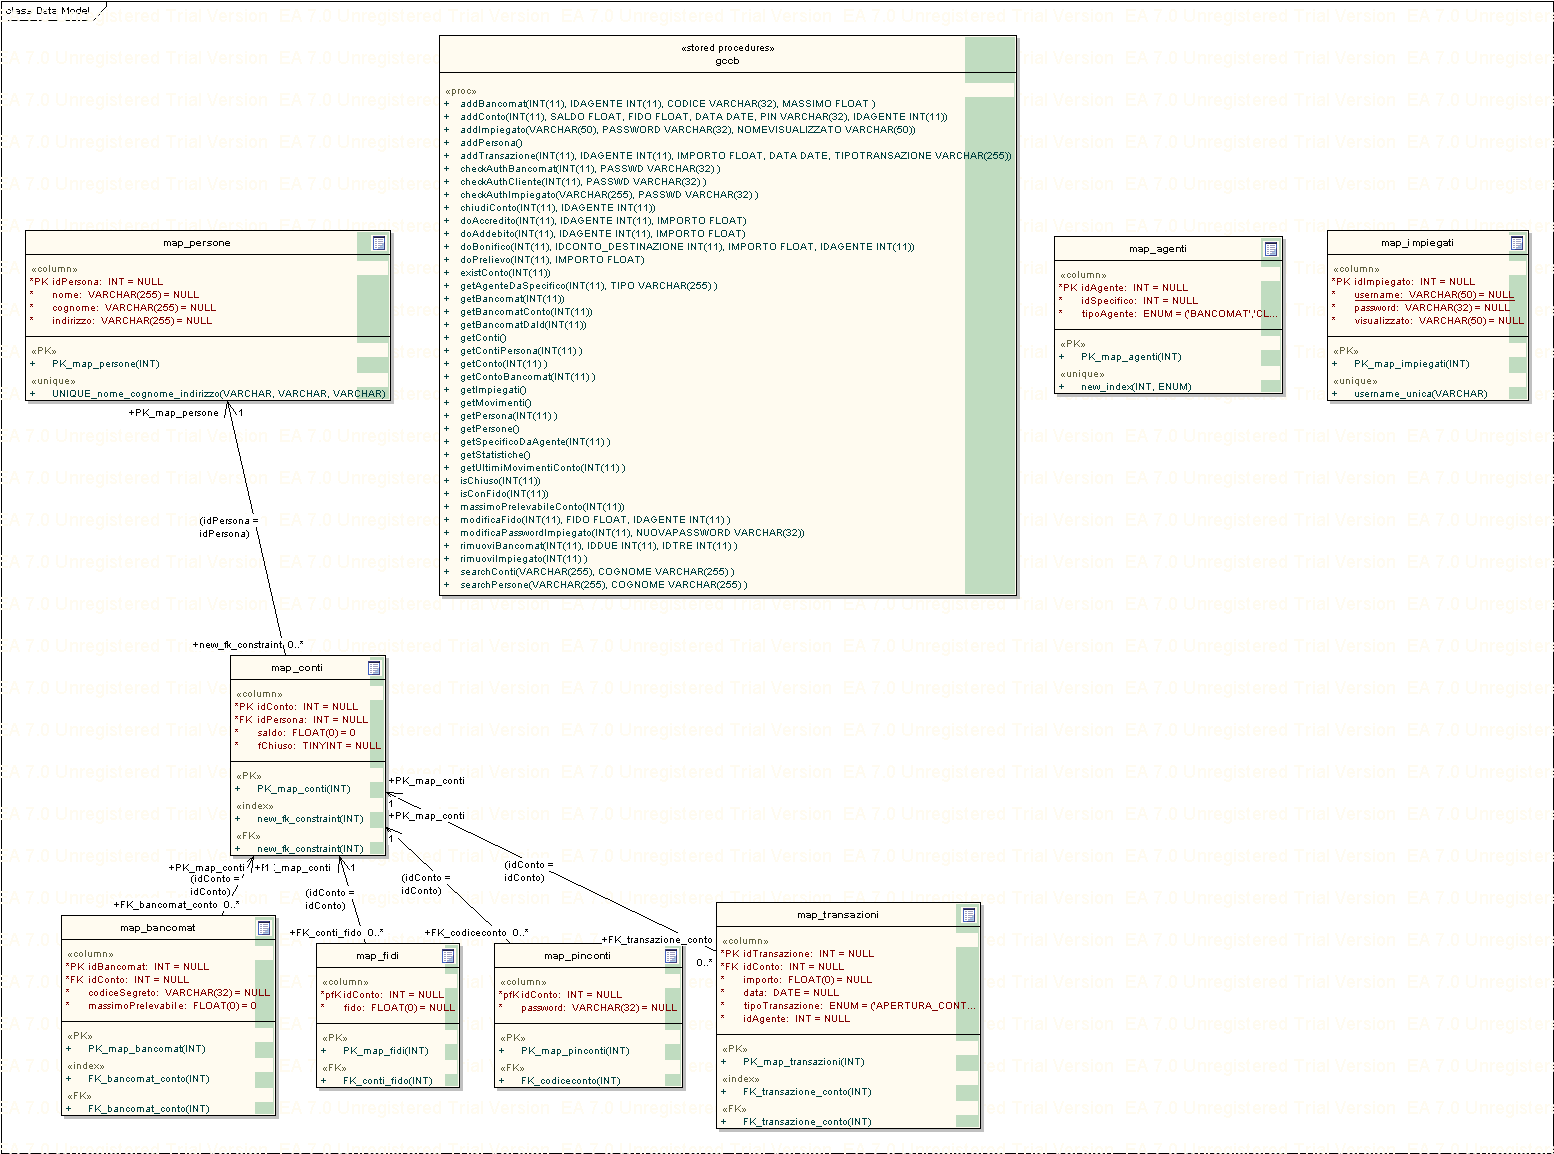 class Data Model
EA 7.0 Unregistered Trial Version
«stored procedures»
gccb
«proc»
+ addBancomat(INT(11), IDAGENTE INT(11), CODICE VARCHAR(32), MASSIMO FLOAT )
+ addConto(INT(11), SALDO FLOAT, FIDO FLOAT, DATA DATE, PIN VARCHAR(32), IDAGENTE INT(11))
+ addImpiegato(VARCHAR(50), PASSWORD VARCHAR(32), NOMEVISUALIZZATO VARCHAR(50))
+ addPersona()
+ addTransazione(INT(11), IDAGENTE INT(11), IMPORTO FLOAT, DATA DATE, TIPOTRANSAZIONE VARCHAR(255))
+ checkAuthBancomat(INT(11), PASSWD VARCHAR(32) )
+ checkAuthCliente(INT(11), PASSWD VARCHAR(32) )
+ checkAuthImpiegato(VARCHAR(255), PASSWD VARCHAR(32) )
+ chiudiConto(INT(11), IDAGENTE INT(11))
+ doAccredito(INT(11), IDAGENTE INT(11), IMPORTO FLOAT)
+ doAddebito(INT(11), IDAGENTE INT(11), IMPORTO FLOAT)
+ doBonifico(INT(11), IDCONTO_DESTINAZIONE INT(11), IMPORTO FLOAT, IDAGENTE INT(11))
+ doPrelievo(INT(11), IMPORTO FLOAT)
+ existConto(INT(11))
+ getAgenteDaSpecifico(INT(11), TIPO VARCHAR(255) )
+ getBancomat(INT(11))
+ getBancomatConto(INT(11))
+ getBancomatDaId(INT(11))
+ getConti()
+ getContiPersona(INT(11) )
+ getConto(INT(11) )
+ getContoBancomat(INT(11) )
+ getImpiegati()
+ getMovimenti()
+ getPersona(INT(11) )
+ getPersone()
+ getSpecificoDaAgente(INT(11) )
+ getStatistiche()
+ getUltimiMovimentiConto(INT(11) )
+ isChiuso(INT(11))
+ isConFido(INT(11))
+ massimoPrelevabileConto(INT(11))
+ modificaFido(INT(11), FIDO FLOAT, IDAGENTE INT(11) )
+ modificaPasswordImpiegato(INT(11), NUOVAPASSWORD VARCHAR(32))
+ rimuoviBancomat(INT(11), IDDUE INT(11), IDTRE INT(11) )
+ rimuoviImpiegato(INT(11) )
+ searchConti(VARCHAR(255), COGNOME VARCHAR(255) )
+ searchPersone(VARCHAR(255), COGNOME VARCHAR(255) )
map_persone
«column»
*PK idPersona: INT = NULL
* nome: VARCHAR(255) = NULL
* cognome: VARCHAR(255) = NULL
* indirizzo: VARCHAR(255) = NULL
«PK»
+ PK_map_persone(INT)
«unique»
+ UNIQUE_nome_cognome_indirizzo(VARCHAR, VARCHAR, VARCHAR)
map_agenti
«column»
*PK idAgente: INT = NULL
* idSpecifico: INT = NULL
* tipoAgente: ENUM = ('BANCOMAT','CL...
«PK»
+ PK_map_agenti(INT)
«unique»
+ new_index(INT, ENUM)
map_impiegati
«column»
*PK idImpiegato: INT = NULL
* username: VARCHAR(50) = NULL
* password: VARCHAR(32) = NULL
* visualizzato: VARCHAR(50) = NULL
«PK»
+ PK_map_impiegati(INT)
«unique»
+ username_unica(VARCHAR)
+PK_map_persone 1
(idPersona =
idPersona)
+new_fk_constraint 0..*
map_conti
«column»
*PK idConto: INT = NULL
*FK idPersona: INT = NULL
* saldo: FLOAT(0) = 0
* fChiuso: TINYINT = NULL
«PK»
+ PK_map_conti(INT)
«index»
+ new_fk_constraint(INT)
«FK»
+ new_fk_constraint(INT)
+PK_map_conti
1
+PK_map_conti
1
+PK_map_conti
_map_conti 1
(idConto =
idConto)
(idConto =
idConto)
(idConto =
idConto)
(idConto =
idConto)
+FK_bancomat_conto 0..*
+FK_conti_fido 0..*
+FK_codiceconto 0..*
+FK_transazione_conto
0..*
map_bancomat
«column»
*PK idBancomat: INT = NULL
*FK idConto: INT = NULL
* codiceSegreto: VARCHAR(32) = NULL
* massimoPrelevabile: FLOAT(0) = 0
«PK»
+ PK_map_bancomat(INT)
«index»
+ FK_bancomat_conto(INT)
«FK»
+ FK_bancomat_conto(INT)
map_fidi
«column»
*pfK idConto: INT = NULL
* fido: FLOAT(0) = NULL
«PK»
+ PK_map_fidi(INT)
«FK»
+ FK_conti_fido(INT)
map_pinconti
«column»
*pfK idConto: INT = NULL
* password: VARCHAR(32) = NULL
«PK»
+ PK_map_pinconti(INT)
«FK»
+ FK_codiceconto(INT)
map_transazioni
«column»
*PK idTransazione: INT = NULL
*FK idConto: INT = NULL
* importo: FLOAT(0) = NULL
* data: DATE = NULL
* tipoTransazione: ENUM = ('APERTURA_CONT...
* idAgente: INT = NULL
«PK»
+ PK_map_transazioni(INT)
«index»
+ FK_transazione_conto(INT)
«FK»
+ FK_transazione_conto(INT)